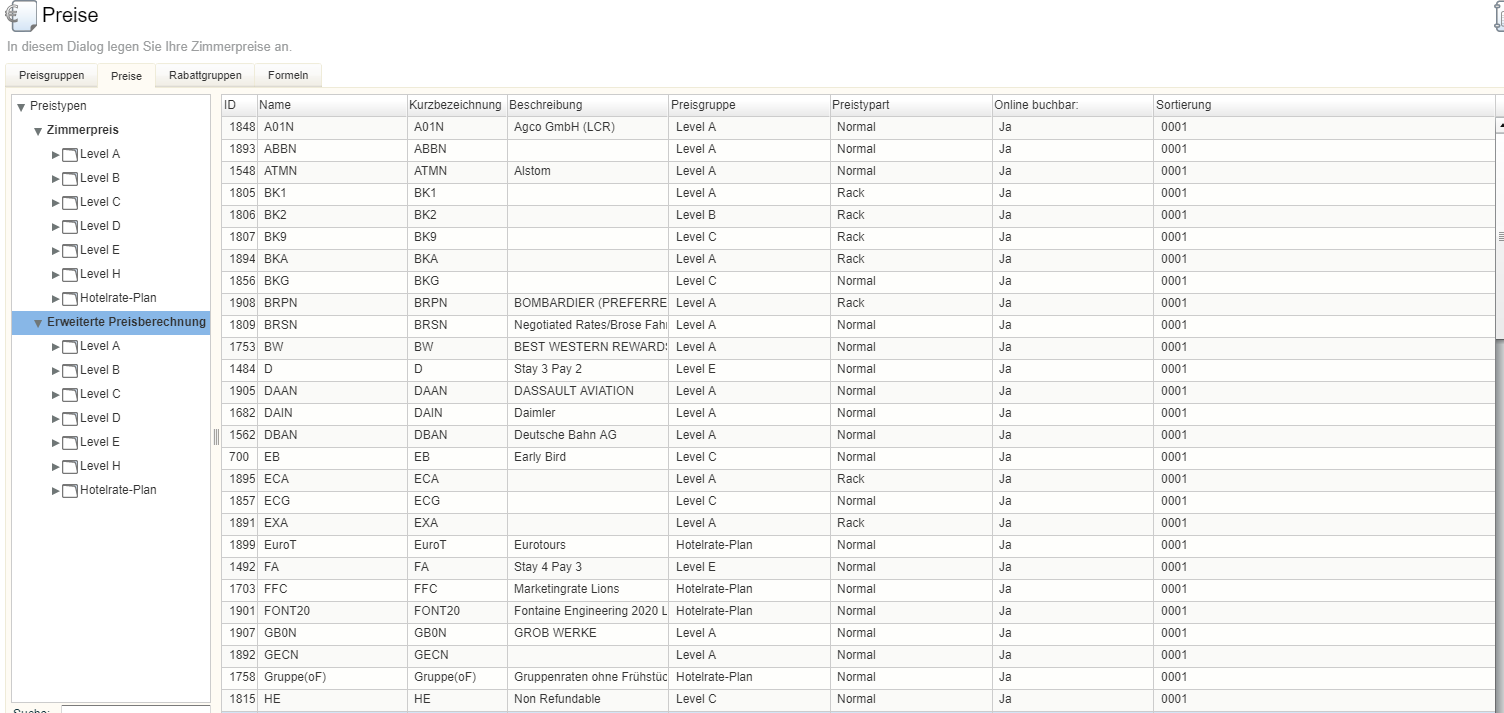 Preise
In diesem Dialog legen Sie Ihre Zimmerpreise an.
Preisgruppen Preise Rabattgruppen Formeln
Preistypen
Zimmerpreis
Level A
Level B
Level C
Level D
Level E
Level H
Hotelrate-Plan
Erweiterte Preisberechnung
Level A
Level B
Level C
Level D
Level E
Level H
Hotelrate-Plan
Suche:
ID Name Kurzbezeichnung Beschreibung Preisgruppe Preistypart Online buchbar: Sortierung
1848 A01N A01N Agco GmbH (LCR) Level A Normal Ja 0001
1893 ABBN ABBN Level A Normal Ja 0001
1548 ATMN ATMN Alstom Level A Normal Ja 0001
1805 BK1 BK1 Level A Rack Ja 0001
1806 BK2 BK2 Level B Rack Ja 0001
1807 BK9 BK9 Level C Rack Ja 0001
1894 BKA BKA Level A Rack Ja 0001
1856 BKG BKG Level C Normal Ja 0001
1908 BRPN BRPN BOMBARDIER (PREFERRE Level A Rack Ja 0001
1809 BRSN BRSN Negotiated Rates/Brose Fah Level A Normal Ja 0001
1753 BW BW BEST WESTERN REWARDS Level A Normal Ja 0001
1484 D D Stay 3 Pay 2 Level E Normal Ja 0001
1905 DAAN DAAN DASSAULT AVIATION Level A Normal Ja 0001
1682 DAIN DAIN Daimler Level A Normal Ja 0001
1562 DBAN DBAN Deutsche Bahn AG Level A Normal Ja 0001
700 EB EB Early Bird Level C Normal Ja 0001
1895 ECA ECA Level A Rack Ja 0001
1857 ECG ECG Level C Normal Ja 0001
1891 EXA EXA Level A Rack Ja 0001
1899 EuroT EuroT Eurotours Hotelrate-Plan Normal Ja 0001
1492 FA FA Stay 4 Pay 3 Level E Normal Ja 0001
1703 FFC FFC Marketingrate Lions Hotelrate-Plan Normal Ja 0001
1901 FONT20 FONT20 Fontaine Engineering 2020 L Hotelrate-Plan Normal Ja 0001
1907 GB0N GB0N GROB WERKE Level A Normal Ja 0001
1892 GECN GECN Level A Normal Ja 0001
1758 Gruppe(oF) Gruppe(oF) Gruppenraten ohne Frühstüc Hotelrate-Plan Normal Ja 0001
1815 HE HE Non Refundable Level C Normal Ja 0001